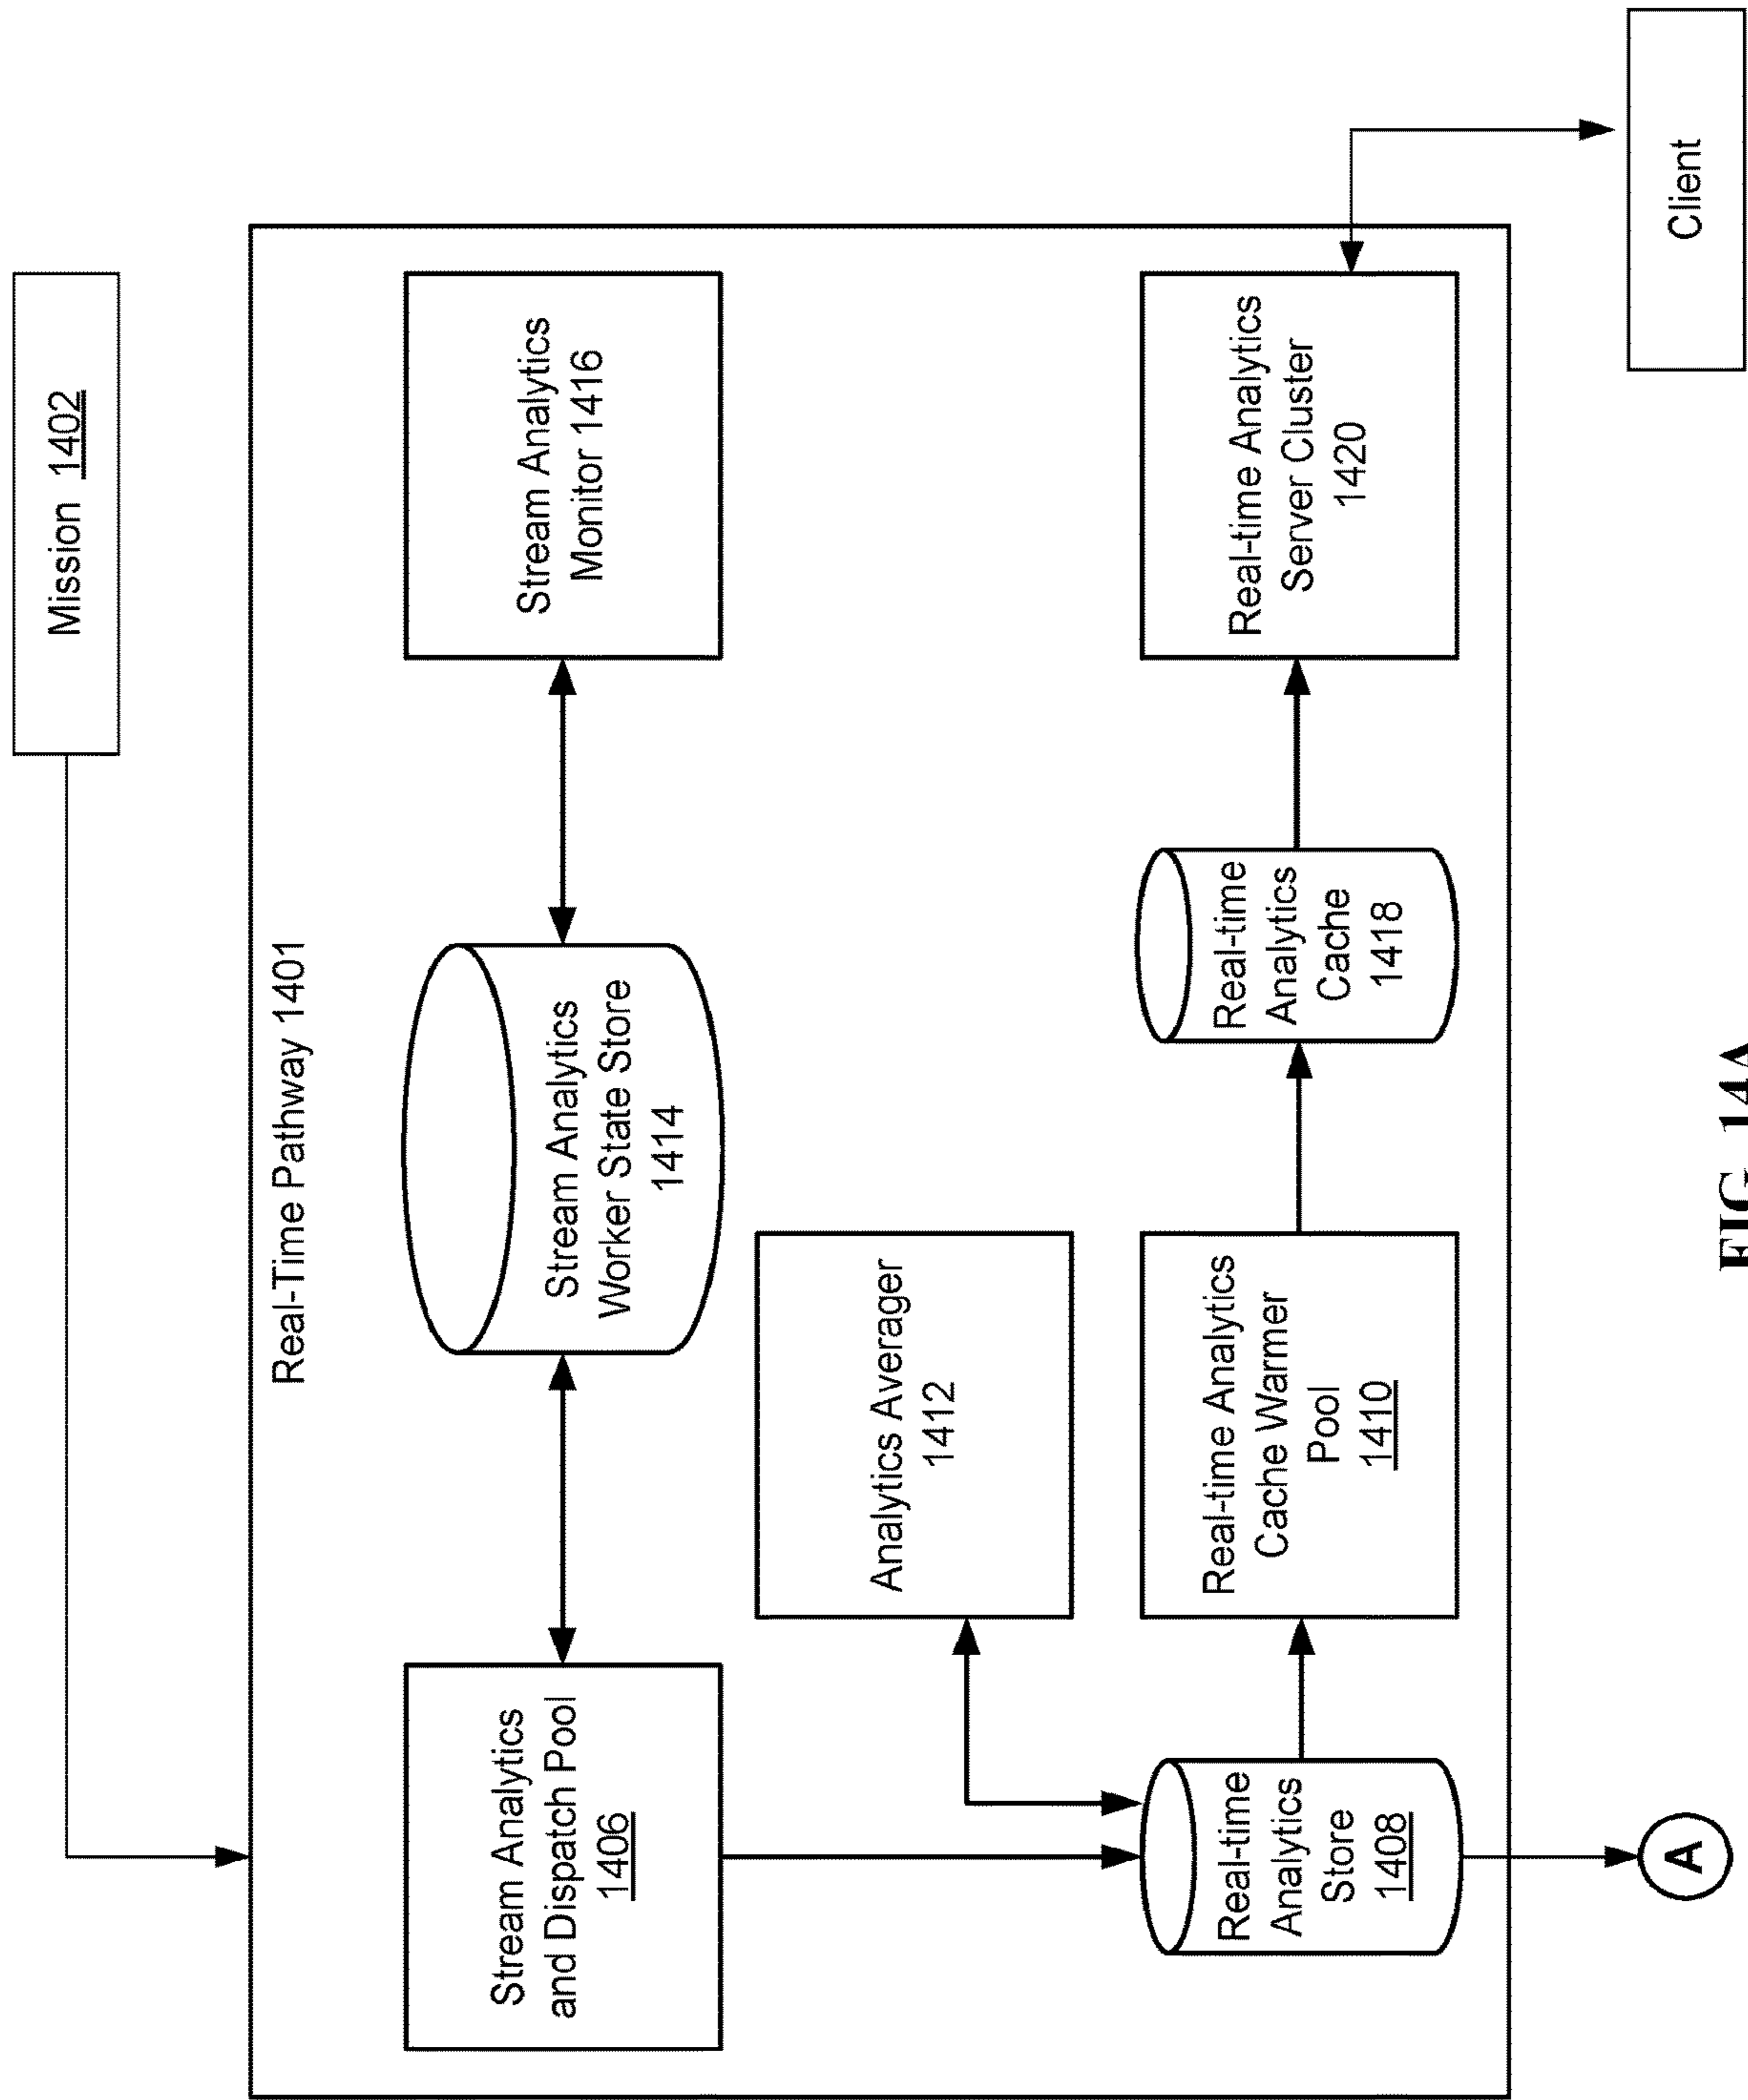 Mission 1402
Real-Time Pathway 1401
Stream Analytics
and Dispatch Pool
1406
Stream Analytics
Worker State Store
1414
Stream Analytics
Monitor 1416
Analytics Averager
1412
Real-time
Analytics
Store
1408
Real-time Analytics
Cache Warmer
Pool
1410
Real-time
Analytics
Cache
1418
Real-time Analytics
Server Cluster
1420
A
Client
FIG. 14A